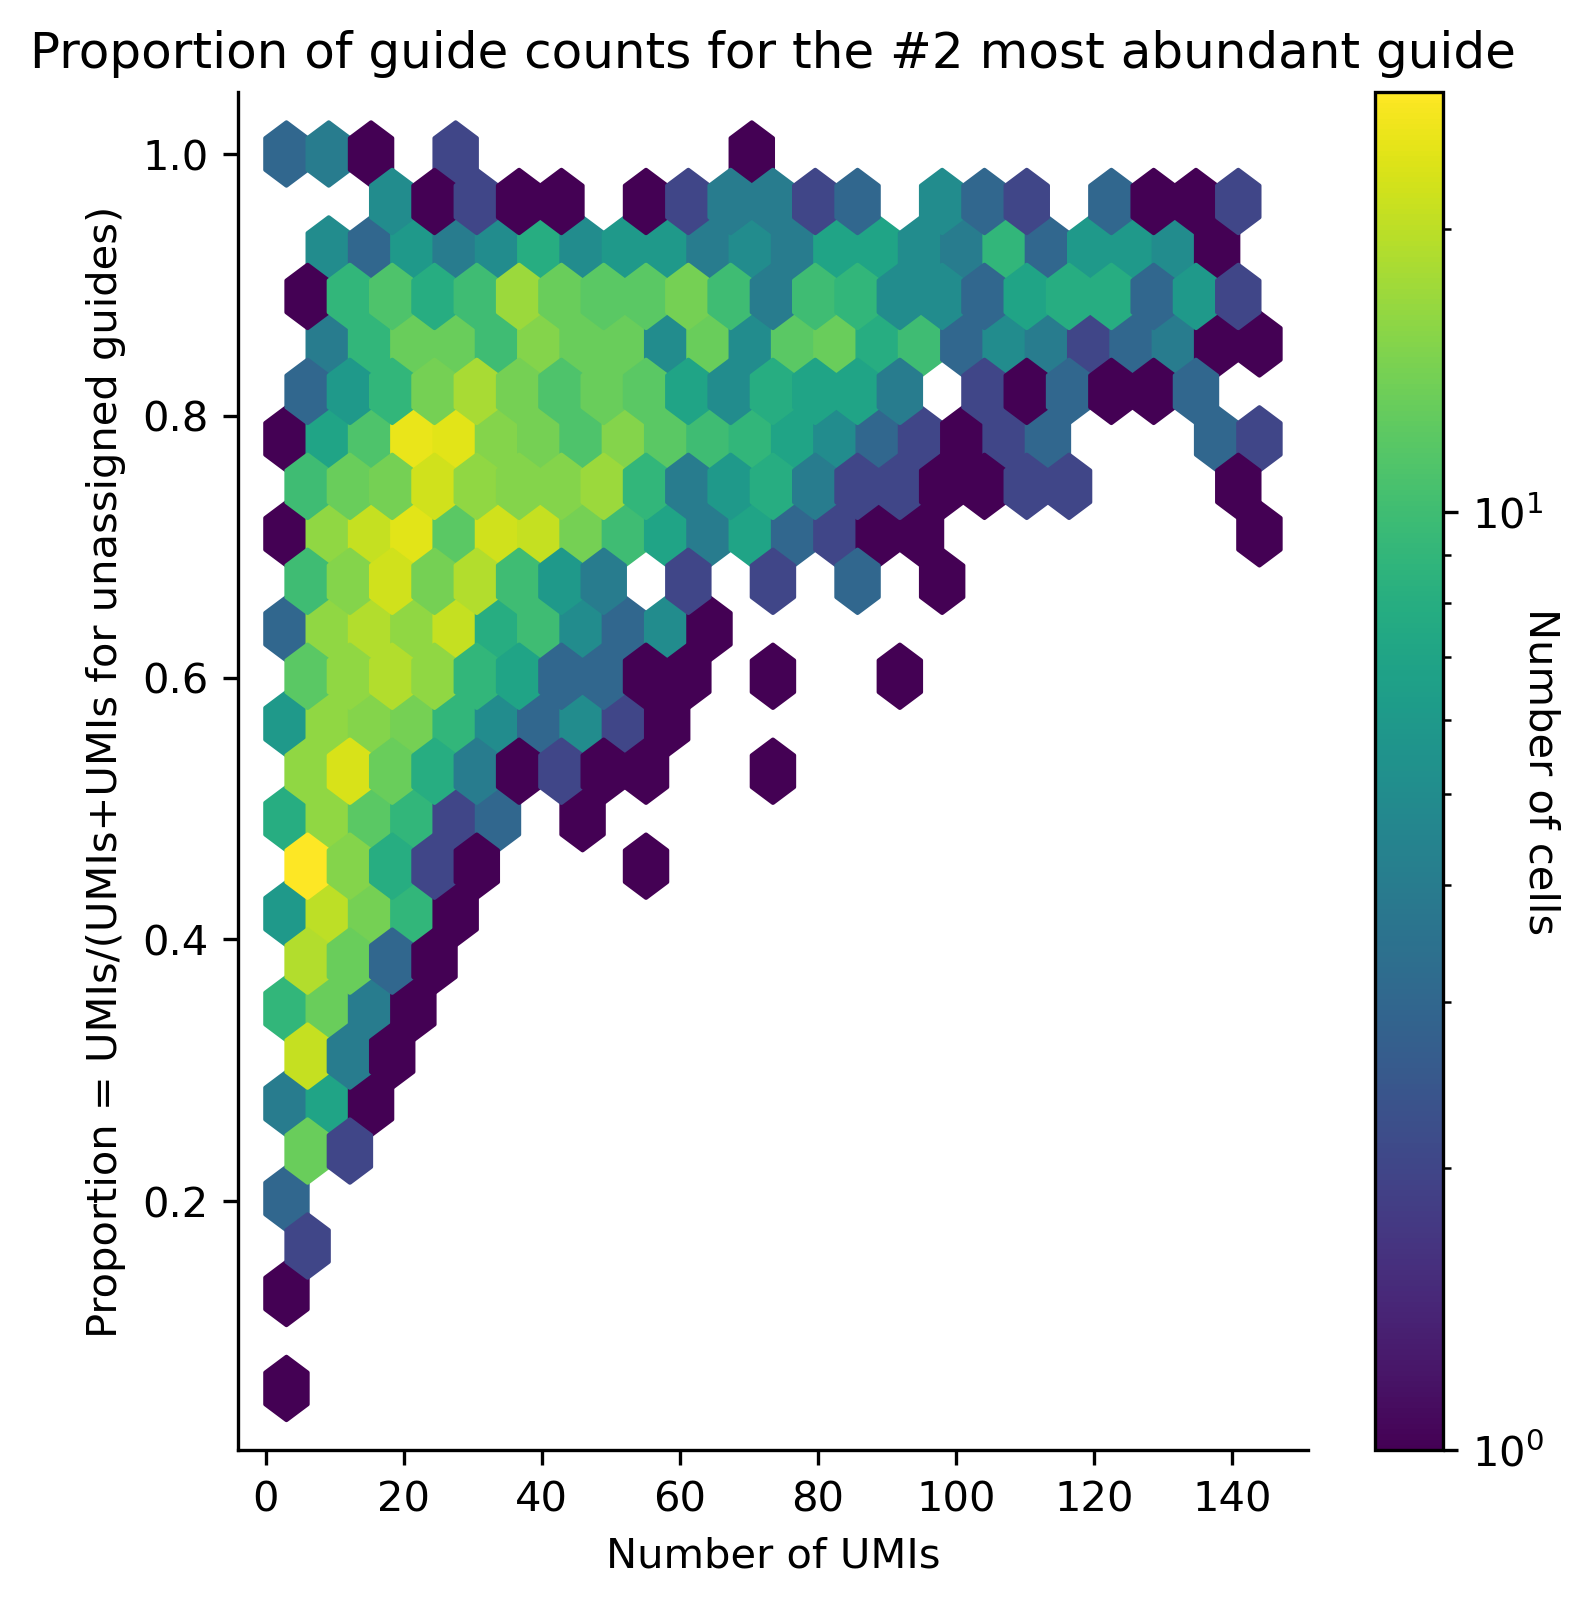 Proportion of guide counts for the #2 most abundant guide
Proportion = UMIs/(UMIs+UMIs for unassigned guides)
1.0
0.8
0.6
0.4
0.2
0 20 40 60 80 100 120 140
Number of UMIs
10¹
10⁰
Number of cells